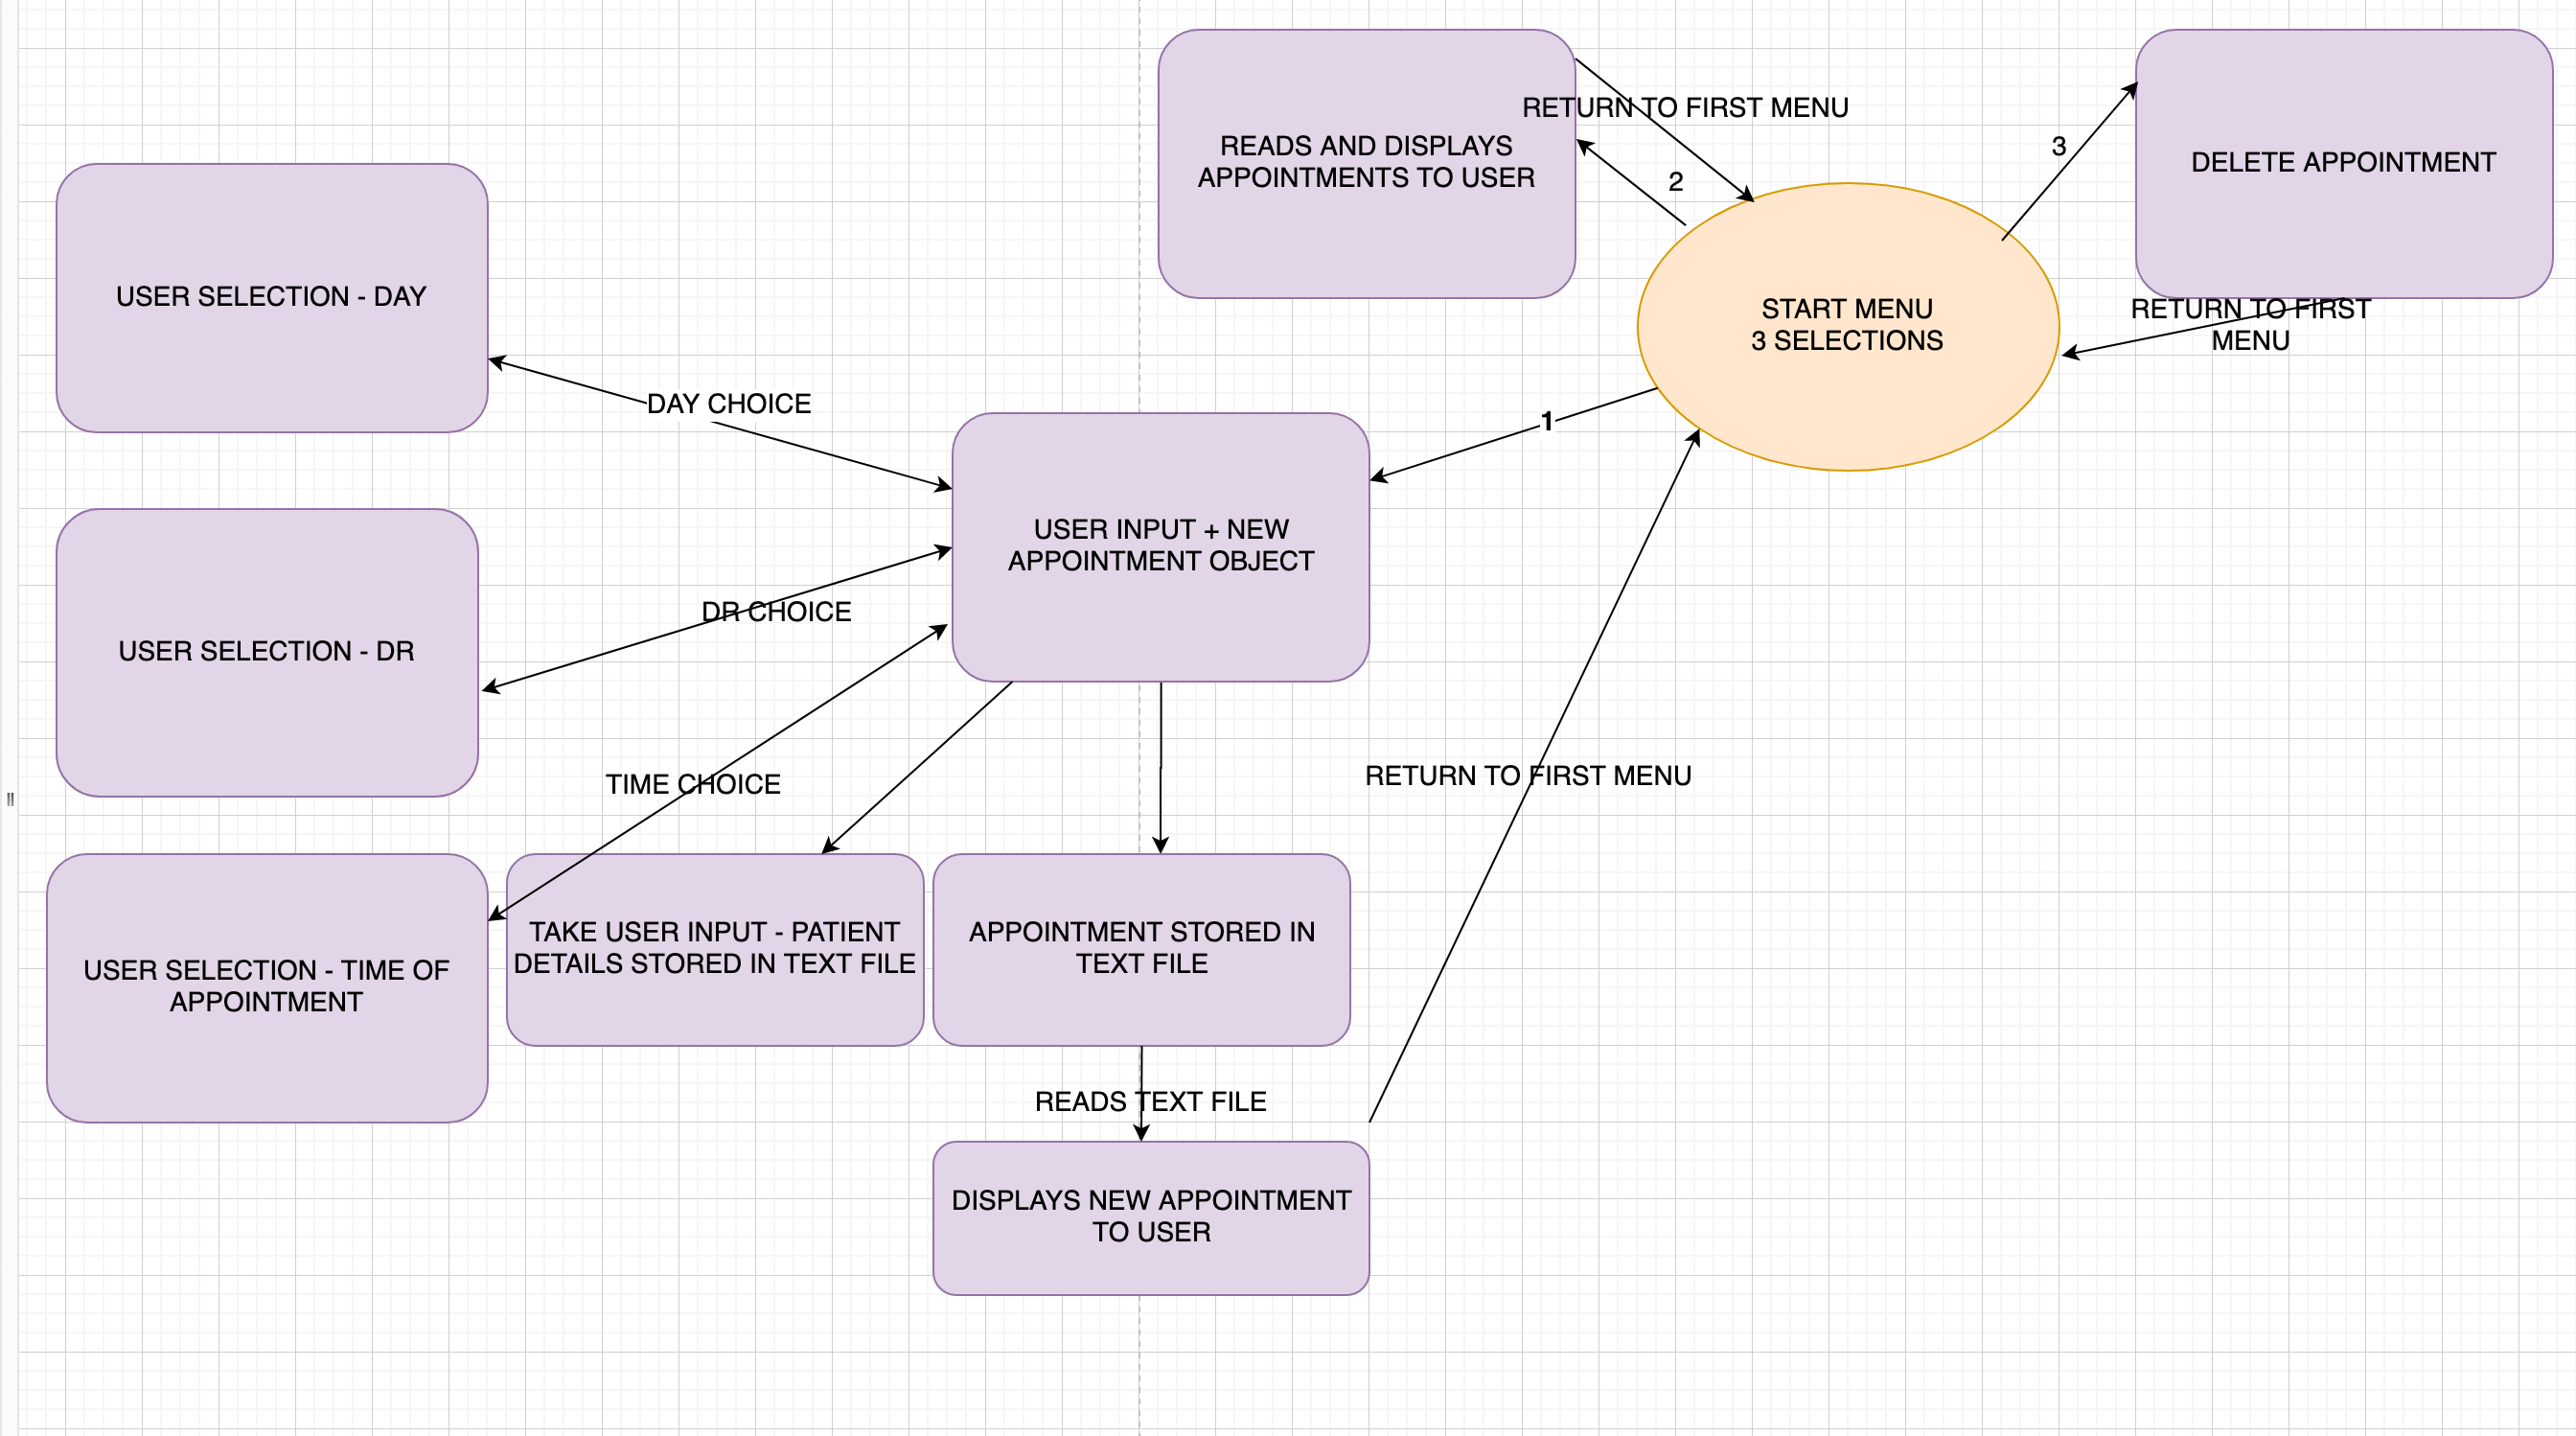 RETURN TO FIRST MENU
READS AND DISPLAYS
APPOINTMENTS TO USER
2
3
DELETE APPOINTMENT
USER SELECTION - DAY
START MENU
3 SELECTIONS
RETURN TO FIRST
MENU
DAY CHOICE
1
USER INPUT + NEW
APPOINTMENT OBJECT
DR CHOICE
USER SELECTION - DR
TIME CHOICE
RETURN TO FIRST MENU
USER SELECTION - TIME OF
APPOINTMENT
TAKE USER INPUT - PATIENT
DETAILS STORED IN TEXT FILE
APPOINTMENT STORED IN
TEXT FILE
READS TEXT FILE
DISPLAYS NEW APPOINTMENT
TO USER